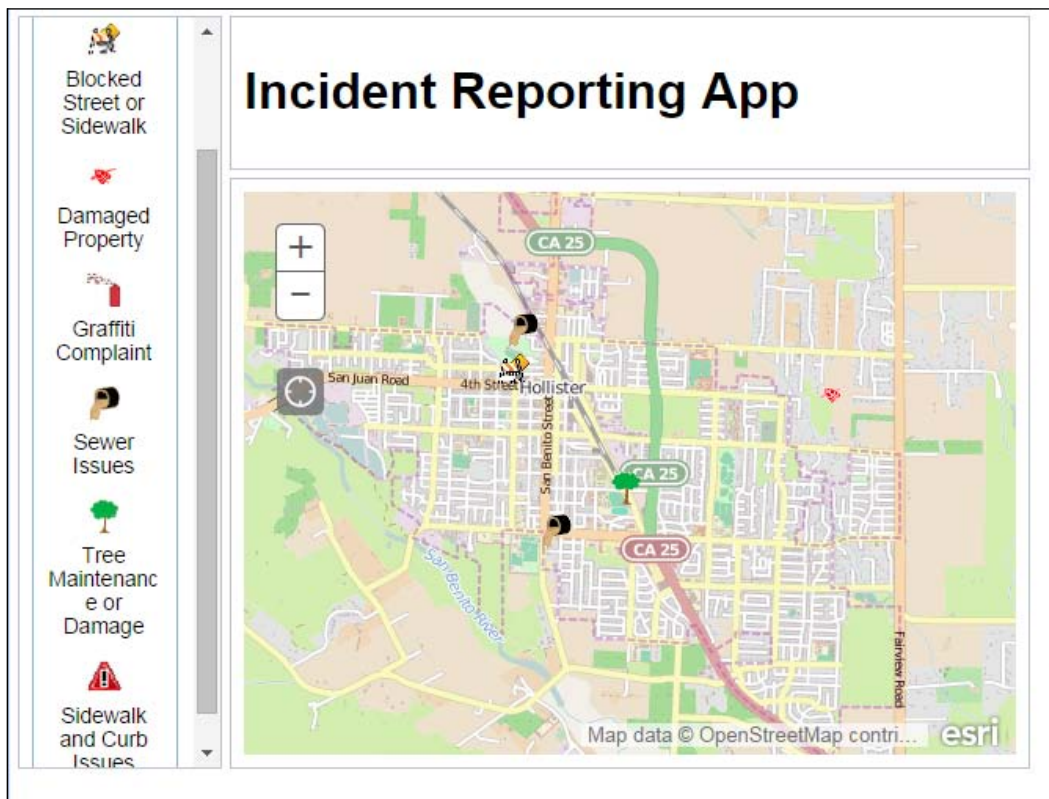 Blocked
Street or
Sidewalk
Damaged
Property
Graffiti
Complaint
Sewer
Issues
Tree
Maintenanc
e or
Damage
Sidewalk
and Curb
Issues
Incident Reporting App
+
−
CA 25
San Juan Road
4th Street
Hollister
San Benito Street
CA 25
CA 25
San Benito River
Fairview Road
Map data © OpenStreetMap contri...
esri